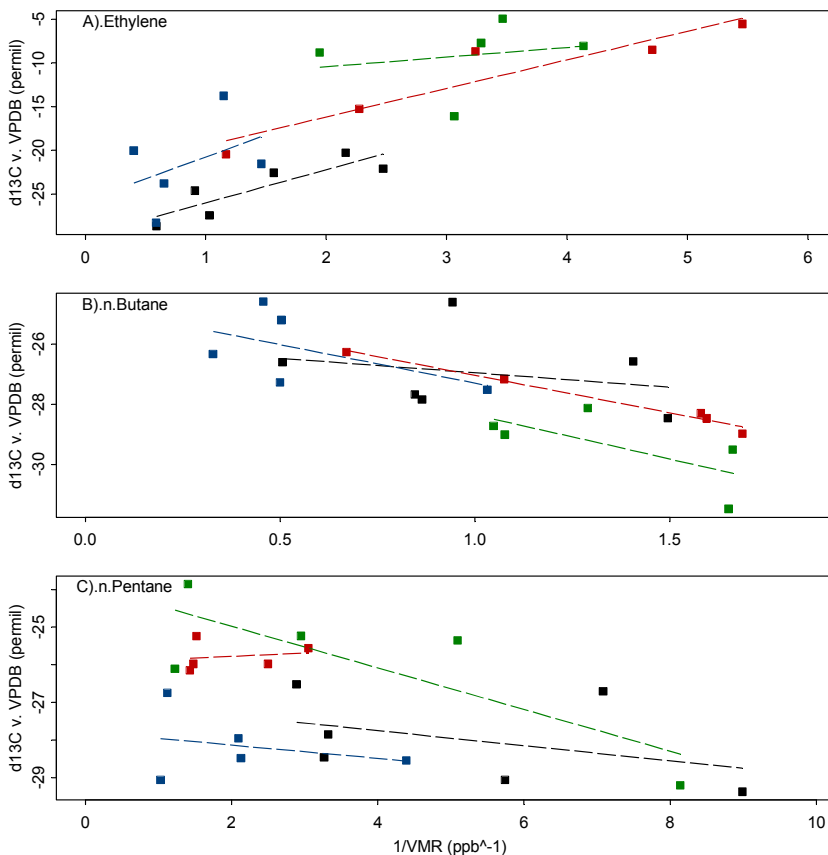 A).Ethylene
d13C v. VPDB (permil)
-5
-10
-15
-20
-25
0 1 2 3 4 5 6
B).n.Butane
d13C v. VPDB (permil)
-26
-28
-30
0.0 0.5 1.0 1.5
C).n.Pentane
d13C v. VPDB (permil)
-25
-27
-29
0 2 4 6 8 10
1/VMR (ppb^-1)